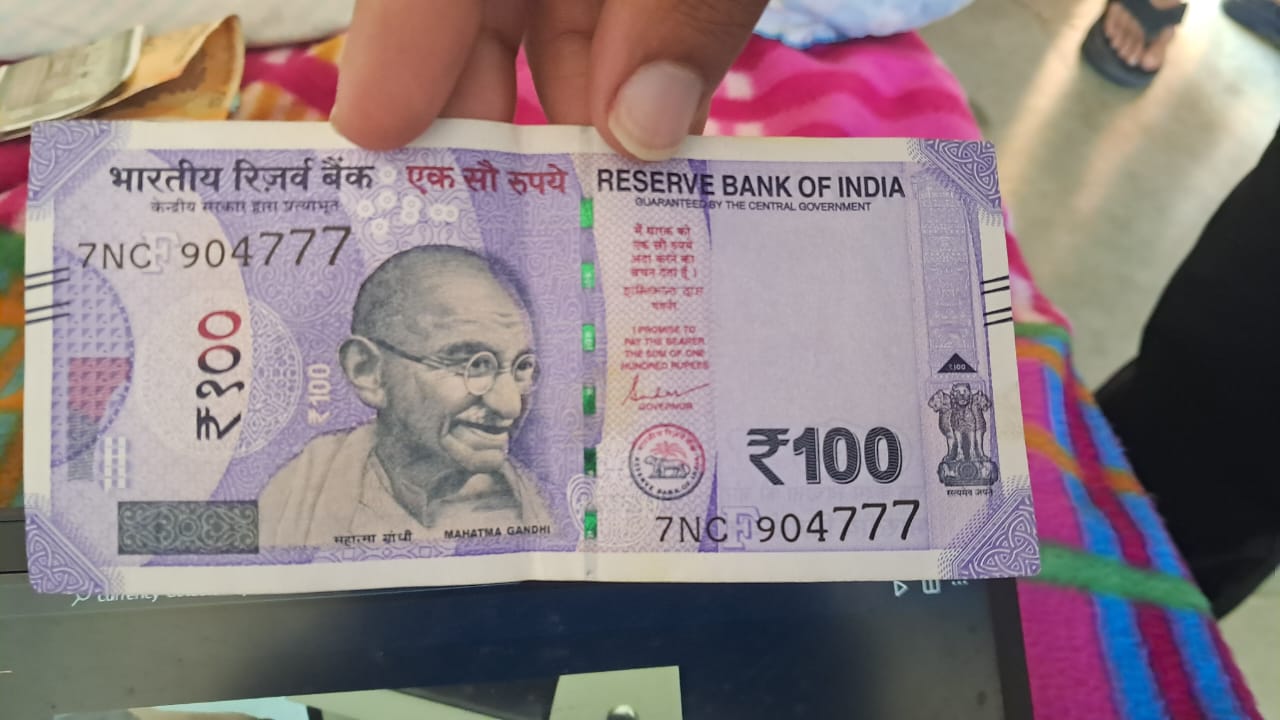 भारतीय रिज़र्व बैंक
केन्द्रीय सरकार द्वारा प्रत्याभूत
एक सौ रुपये
RESERVE BANK OF INDIA
GUARANTEED BY THE CENTRAL GOVERNMENT
7NC 904777
₹१००
₹100
मैं धारक को
एक सौ रुपये
अदा करने का
वचन देता हूँ।
I PROMISE TO
PAY THE BEARER
THE SUM OF ONE
HUNDRED RUPEES
GOVERNOR
₹100
₹100
सत्यमेव जयते
महात्मा गांधी
MAHATMA GANDHI
7NC 904777
currency